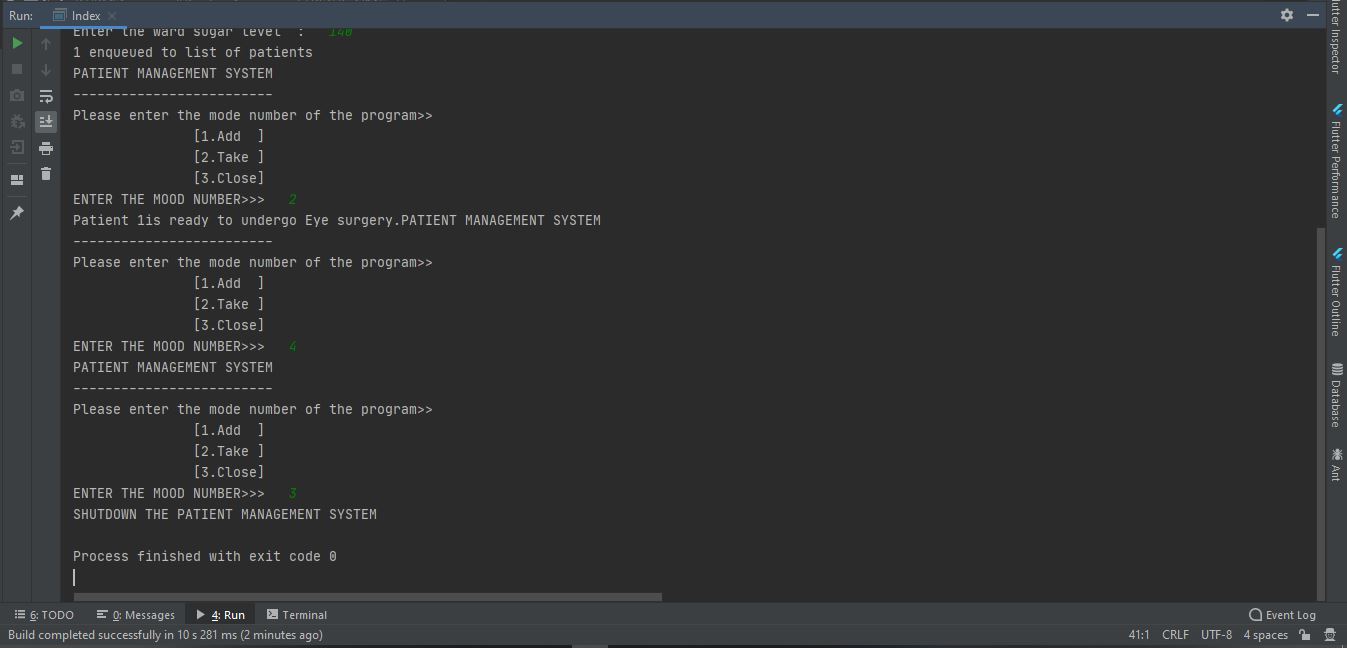 Run: Index
Enter the ward sugar level  :   140
1 enqueued to list of patients
PATIENT MANAGEMENT SYSTEM
-------------------------
Please enter the mode number of the program>>
               [1.Add  ]
               [2.Take ]
               [3.Close]
ENTER THE MOOD NUMBER>>>   2
Patient 1is ready to undergo Eye surgery.PATIENT MANAGEMENT SYSTEM
-------------------------
Please enter the mode number of the program>>
               [1.Add  ]
               [2.Take ]
               [3.Close]
ENTER THE MOOD NUMBER>>>   4
PATIENT MANAGEMENT SYSTEM
-------------------------
Please enter the mode number of the program>>
               [1.Add  ]
               [2.Take ]
               [3.Close]
ENTER THE MOOD NUMBER>>>   3
SHUTDOWN THE PATIENT MANAGEMENT SYSTEM

Process finished with exit code 0
Inspector
Flutter Performance
Flutter Outline
Database
Ant
6: TODO 0: Messages 4: Run Terminal Event Log
Build completed successfully in 10 s 281 ms (2 minutes ago) 41:1 CRLF UTF-8 4 spaces